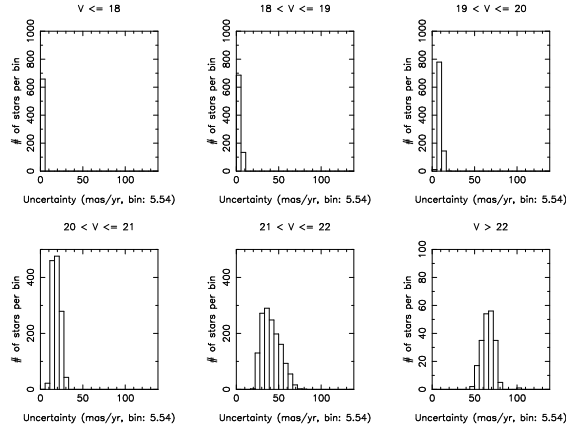 V <= 18
18 < V <= 19
19 < V <= 20
# of stars per bin
1000
800
600
400
200
0
0 50 100
Uncertainty (mas/yr, bin: 5.54)
# of stars per bin
1000
800
600
400
200
0
0 50 100
Uncertainty (mas/yr, bin: 5.54)
# of stars per bin
1000
800
600
400
200
0
0 50 100
Uncertainty (mas/yr, bin: 5.54)
20 < V <= 21
21 < V <= 22
V > 22
# of stars per bin
400
200
0
0 50 100
Uncertainty (mas/yr, bin: 5.54)
# of stars per bin
400
200
0
0 50 100
Uncertainty (mas/yr, bin: 5.54)
# of stars per bin
100
80
60
40
20
0
0 50 100
Uncertainty (mas/yr, bin: 5.54)